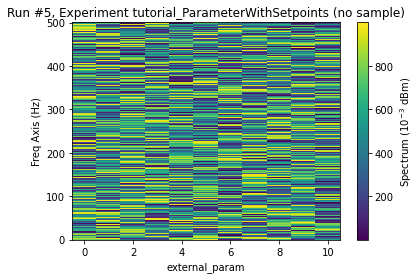 Run #5, Experiment tutorial_ParameterWithSetpoints (no sample)
500
400
300
200
100
0
Freq Axis (Hz)
0 2 4 6 8 10
external_param
800
600
400
200
Spectrum (10⁻³ dBm)